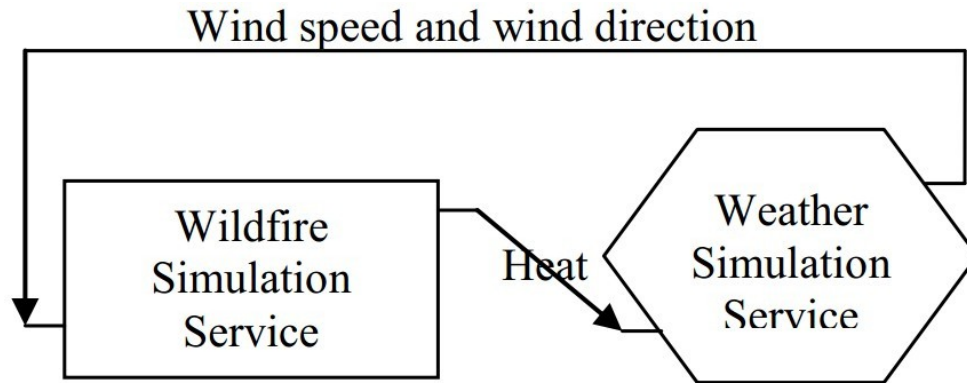 Wind speed and wind direction
Wildfire
Simulation
Service
Heat
Weather
Simulation
Service